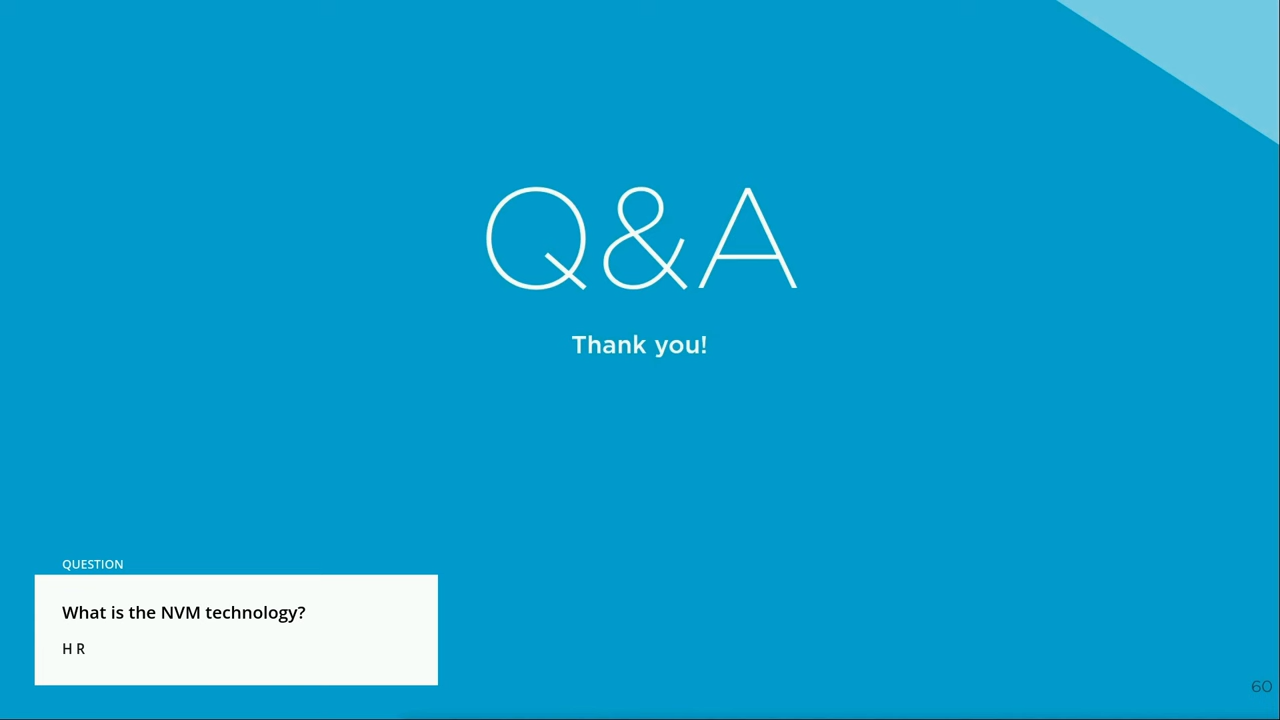 Q&A
Thank you!
QUESTION
What is the NVM technology?
H R
60